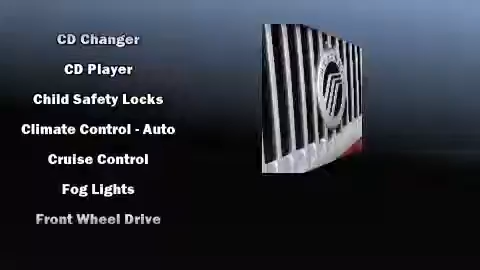 CD Changer
CD Player
Child Safety Locks
Climate Control - Auto
Cruise Control
Fog Lights
Front Wheel Drive